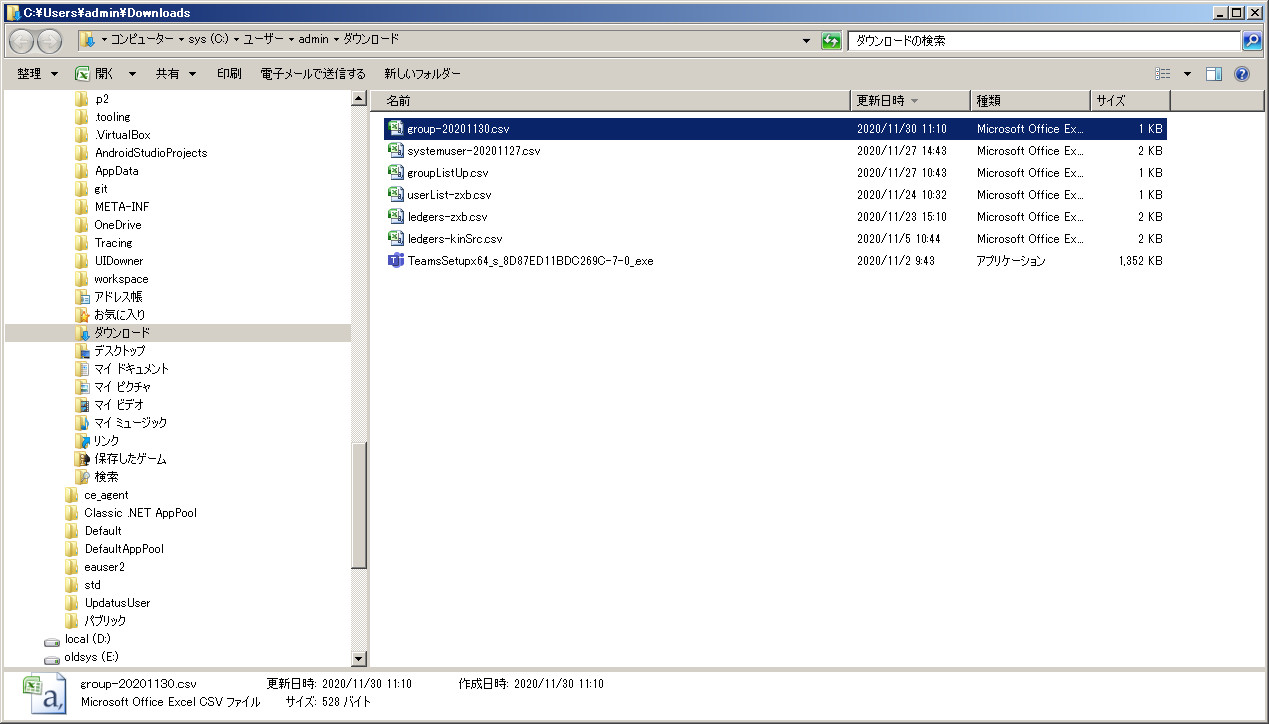 C:¥Users¥admin¥Downloads
コンピューター sys (C:) ユーザー admin ダウンロード
ダウンロードの検索
整理 開く 共有 印刷 電子メールで送信する 新しいフォルダー
.p2
.tooling
.VirtualBox
AndroidStudioProjects
AppData
git
META-INF
OneDrive
Tracing
UIDowner
workspace
アドレス帳
お気に入り
ダウンロード
デスクトップ
マイ ドキュメント
マイ ピクチャ
マイ ビデオ
マイ ミュージック
リンク
保存したゲーム
検索
ce_agent
Classic .NET AppPool
Default
DefaultAppPool
eauser2
std
UpdatusUser
パブリック
local (D:)
oldsys (E:)
名前 更新日時 種類 サイズ
group-20201130.csv 2020/11/30 11:10 Microsoft Office Ex... 1 KB
systemuser-20201127.csv 2020/11/27 14:43 Microsoft Office Ex... 2 KB
groupListUp.csv 2020/11/27 10:43 Microsoft Office Ex... 1 KB
userList-zxb.csv 2020/11/24 10:32 Microsoft Office Ex... 1 KB
ledgers-zxb.csv 2020/11/23 15:10 Microsoft Office Ex... 2 KB
ledgers-kinSrc.csv 2020/11/5 10:44 Microsoft Office Ex... 2 KB
TeamsSetupx64_s_8D87ED11BDC269C-7-0_.exe 2020/11/2 9:43 アプリケーション 1,352 KB
group-20201130.csv 更新日時: 2020/11/30 11:10 作成日時: 2020/11/30 11:10
Microsoft Office Excel CSV ファイル サイズ: 528 バイト